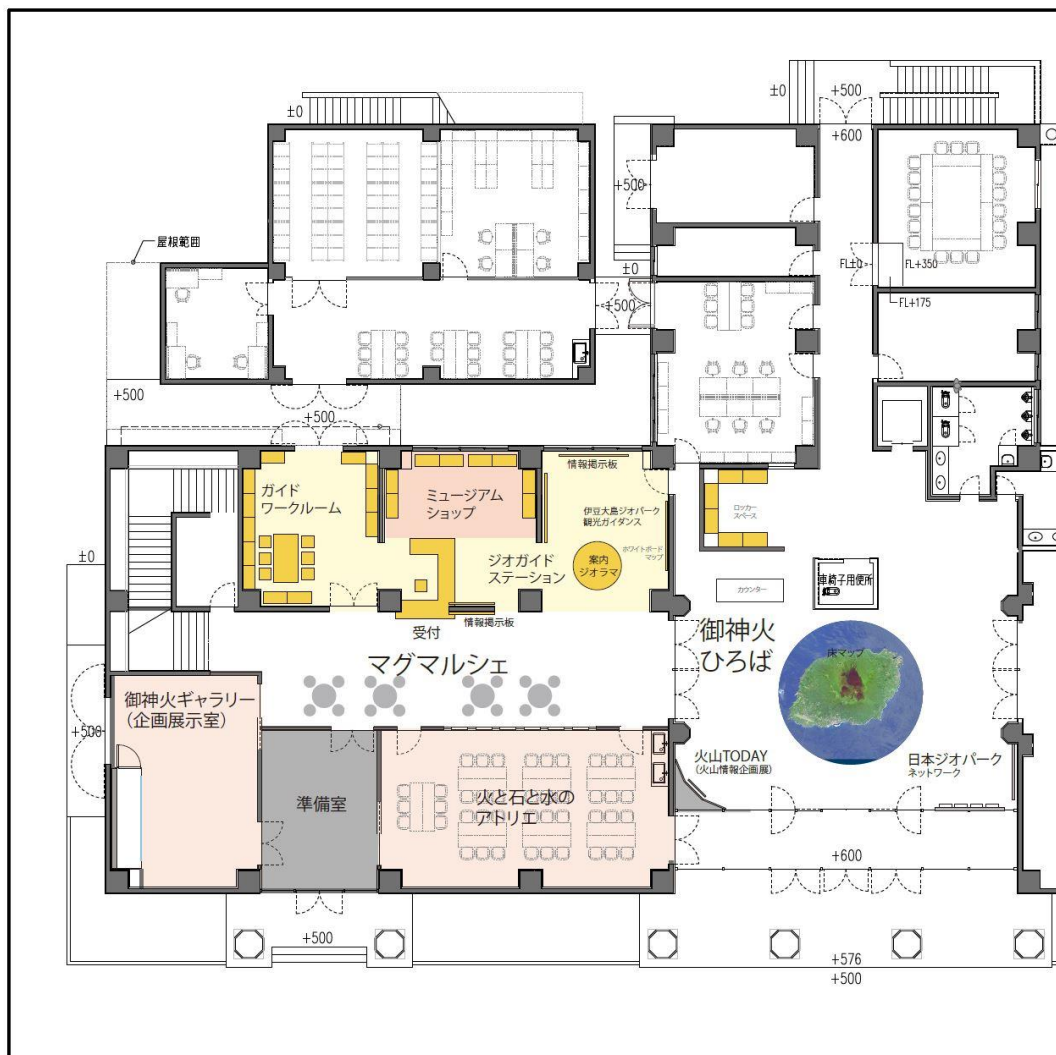 ±0
±0
+500
+600
+500
屋根範囲
±0
FL±0
FL+350
+500
FL+175
+500
+500
情報掲示板
ガイド
ワークルーム
ミュージアム
ショップ
伊豆大島ジオパーク
観光ガイダンス
ロッカー
スペース
ホワイトボード
マップ
ジオガイド
ステーション
案内
ジオラマ
±0
車椅子用便所
カウンター
受付
情報掲示板
御神火
ひろば
マグマルシェ
床マップ
御神火ギャラリー
(企画展示室)
+500
火山TODAY
(火山情報企画展)
日本ジオパーク
ネットワーク
準備室
火と石と水の
アトリエ
+600
+500
+576
+500